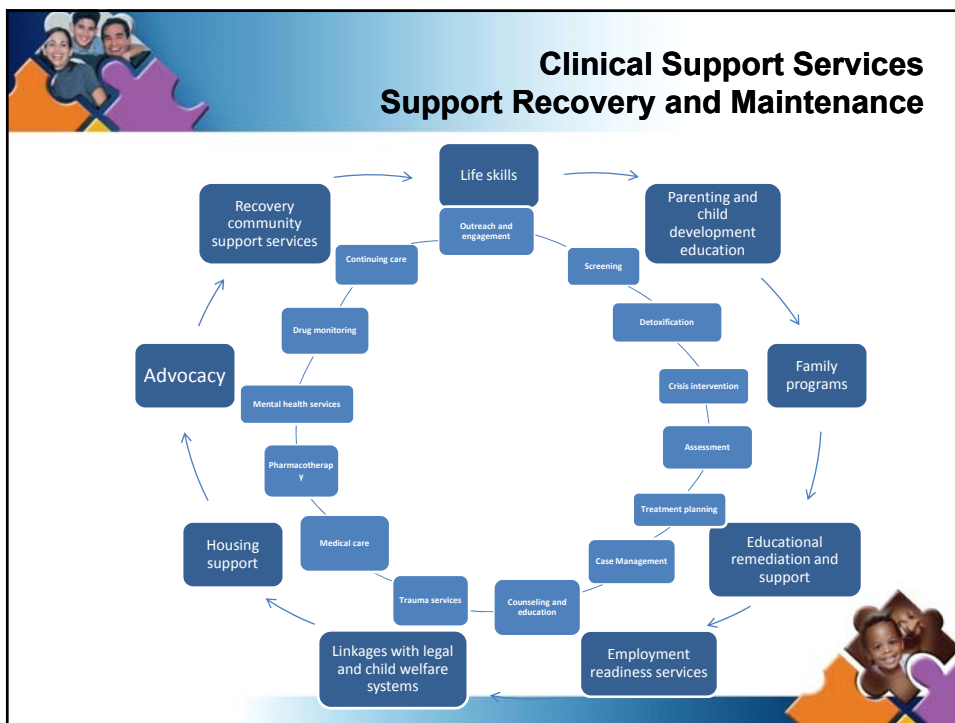 Clinical Support Services
Support Recovery and Maintenance
Life skills
Parenting and
child
development
education
Family
programs
Educational
remediation and
support
Employment
readiness services
Linkages with legal
and child welfare
systems
Housing
support
Advocacy
Recovery
community
support services
Outreach and
engagement
Screening
Detoxification
Crisis intervention
Assessment
Treatment planning
Case Management
Counseling and
education
Trauma services
Medical care
Pharmacotherap
y
Mental health services
Drug monitoring
Continuing care